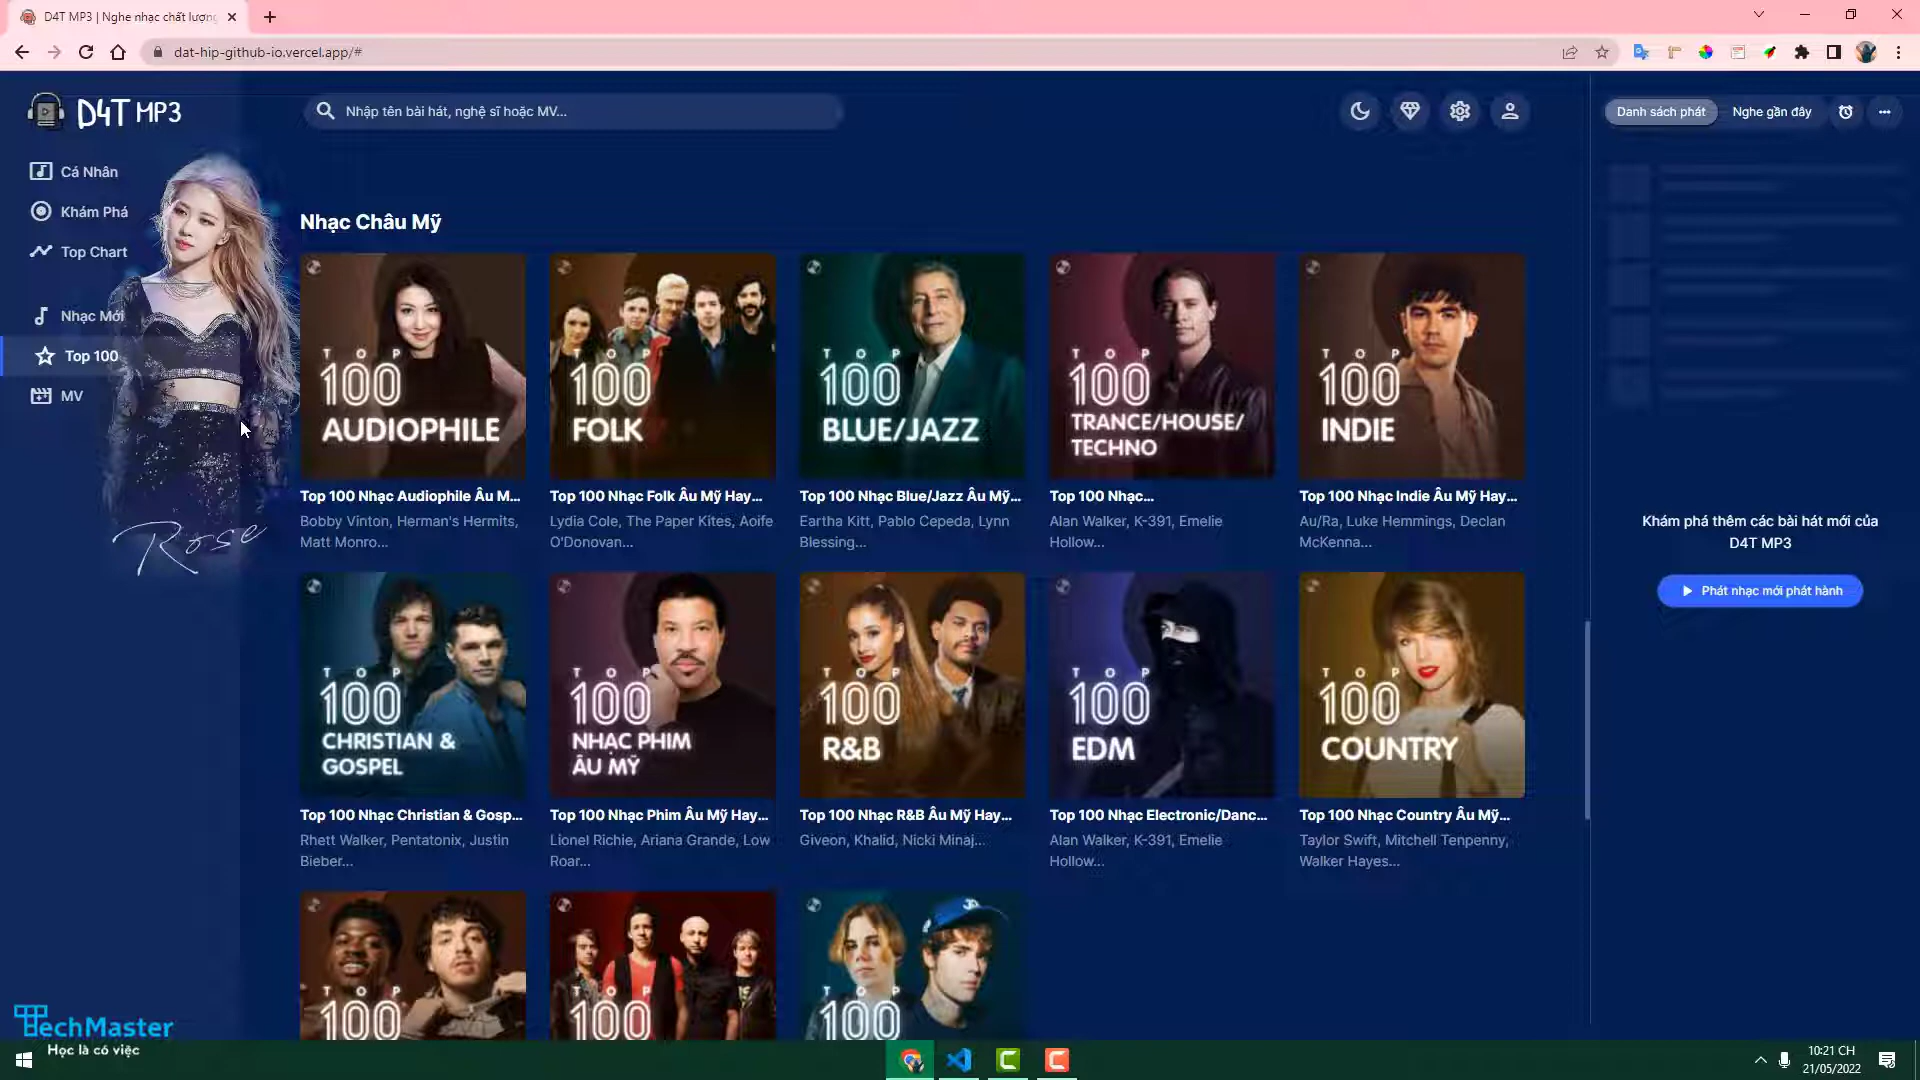 D4T MP3 | Nghe nhạc chất lượng
dat-hip-github-io.vercel.app/#
D4T MP3
Nhập tên bài hát, nghệ sĩ hoặc MV...
Danh sách phát
Nghe gần đây
Cá Nhân
Khám Phá
Top Chart
Nhạc Mới
Top 100
MV
Rose
Nhạc Châu Mỹ
TOP
100
AUDIOPHILE
TOP
100
FOLK
TOP
100
BLUE/JAZZ
TOP
100
TRANCE/HOUSE/
TECHNO
TOP
100
INDIE
Top 100 Nhạc Audiophile Âu M...
Bobby Vinton, Herman's Hermits,
Matt Monro...
Top 100 Nhạc Folk Âu Mỹ Hay...
Lydia Cole, The Paper Kites, Aoife
O'Donovan...
Top 100 Nhạc Blue/Jazz Âu Mỹ...
Eartha Kitt, Pablo Cepeda, Lynn
Blessing...
Top 100 Nhạc...
Alan Walker, K-391, Emelie
Hollow...
Top 100 Nhạc Indie Âu Mỹ Hay...
Au/Ra, Luke Hemmings, Declan
McKenna...
TOP
100
CHRISTIAN &
GOSPEL
TOP
100
NHẠC PHIM
ÂU MỸ
TOP
100
R&B
TOP
100
EDM
TOP
100
COUNTRY
Top 100 Nhạc Christian & Gosp...
Rhett Walker, Pentatonix, Justin
Bieber...
Top 100 Nhạc Phim Âu Mỹ Hay...
Lionel Richie, Ariana Grande, Low
Roar...
Top 100 Nhạc R&B Âu Mỹ Hay...
Giveon, Khalid, Nicki Minaj...
Top 100 Nhạc Electronic/Danc...
Alan Walker, K-391, Emelie
Hollow...
Top 100 Nhạc Country Âu Mỹ...
Taylor Swift, Mitchell Tenpenny,
Walker Hayes...
TOP
100
TOP
100
TOP
100
Khám phá thêm các bài hát mới của
D4T MP3
Phát nhạc mới phát hành
TechMaster
Học là có việc
10:21 CH
21/05/2022